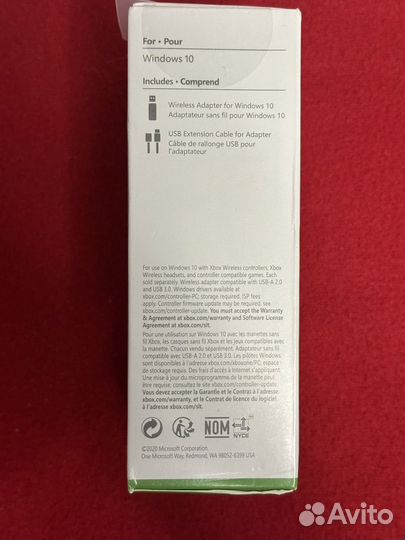 For • Pour
Windows 10
Includes • Comprend
Wireless Adapter for Windows 10
Adaptateur sans fil pour Windows 10
USB Extension Cable for Adapter
Câble de rallonge USB pour
l'adaptateur
For use on Windows 10 with Xbox Wireless controllers, Xbox
Wireless headsets, and controller compatible games. Each
sold separately. Wireless adapter compatible with USB-A 2.0
and USB 3.0. Windows drivers available at
xbox.com/controller-PC; storage required. ISP fees
apply. Controller firmware update may be required, see
xbox.com/controller-update. You must accept the Warranty
& Agreement at xbox.com/warranty and Software License
Agreement at xbox.com/slt.
Pour une utilisation sur Windows 10 avec les manettes sans
fil Xbox, les casques sans fil Xbox et les jeux compatibles avec
la manette. Chacun vendu séparément. Adaptateur sans fil
compatible avec USB-A 2.0 et USB 3.0. Les pilotes Windows
sont disponibles à l'adresse xbox.com/xboxone/PC;
de stockage requis. Des frais d'accès à Internet s'appliquent.
Une mise à jour du microprogramme de la manette peut
être requise, consultez le site xbox.com/controller-update.
Vous devez accepter la Garantie et le Contrat à l'adresse
xbox.com/warranty, et le Contrat de licence du logiciel
à l'adresse xbox.com/slt.
NOM
NYCE
©2020 Microsoft Corporation.
One Microsoft Way, Redmond, WA 98052-6399 USA
Avito